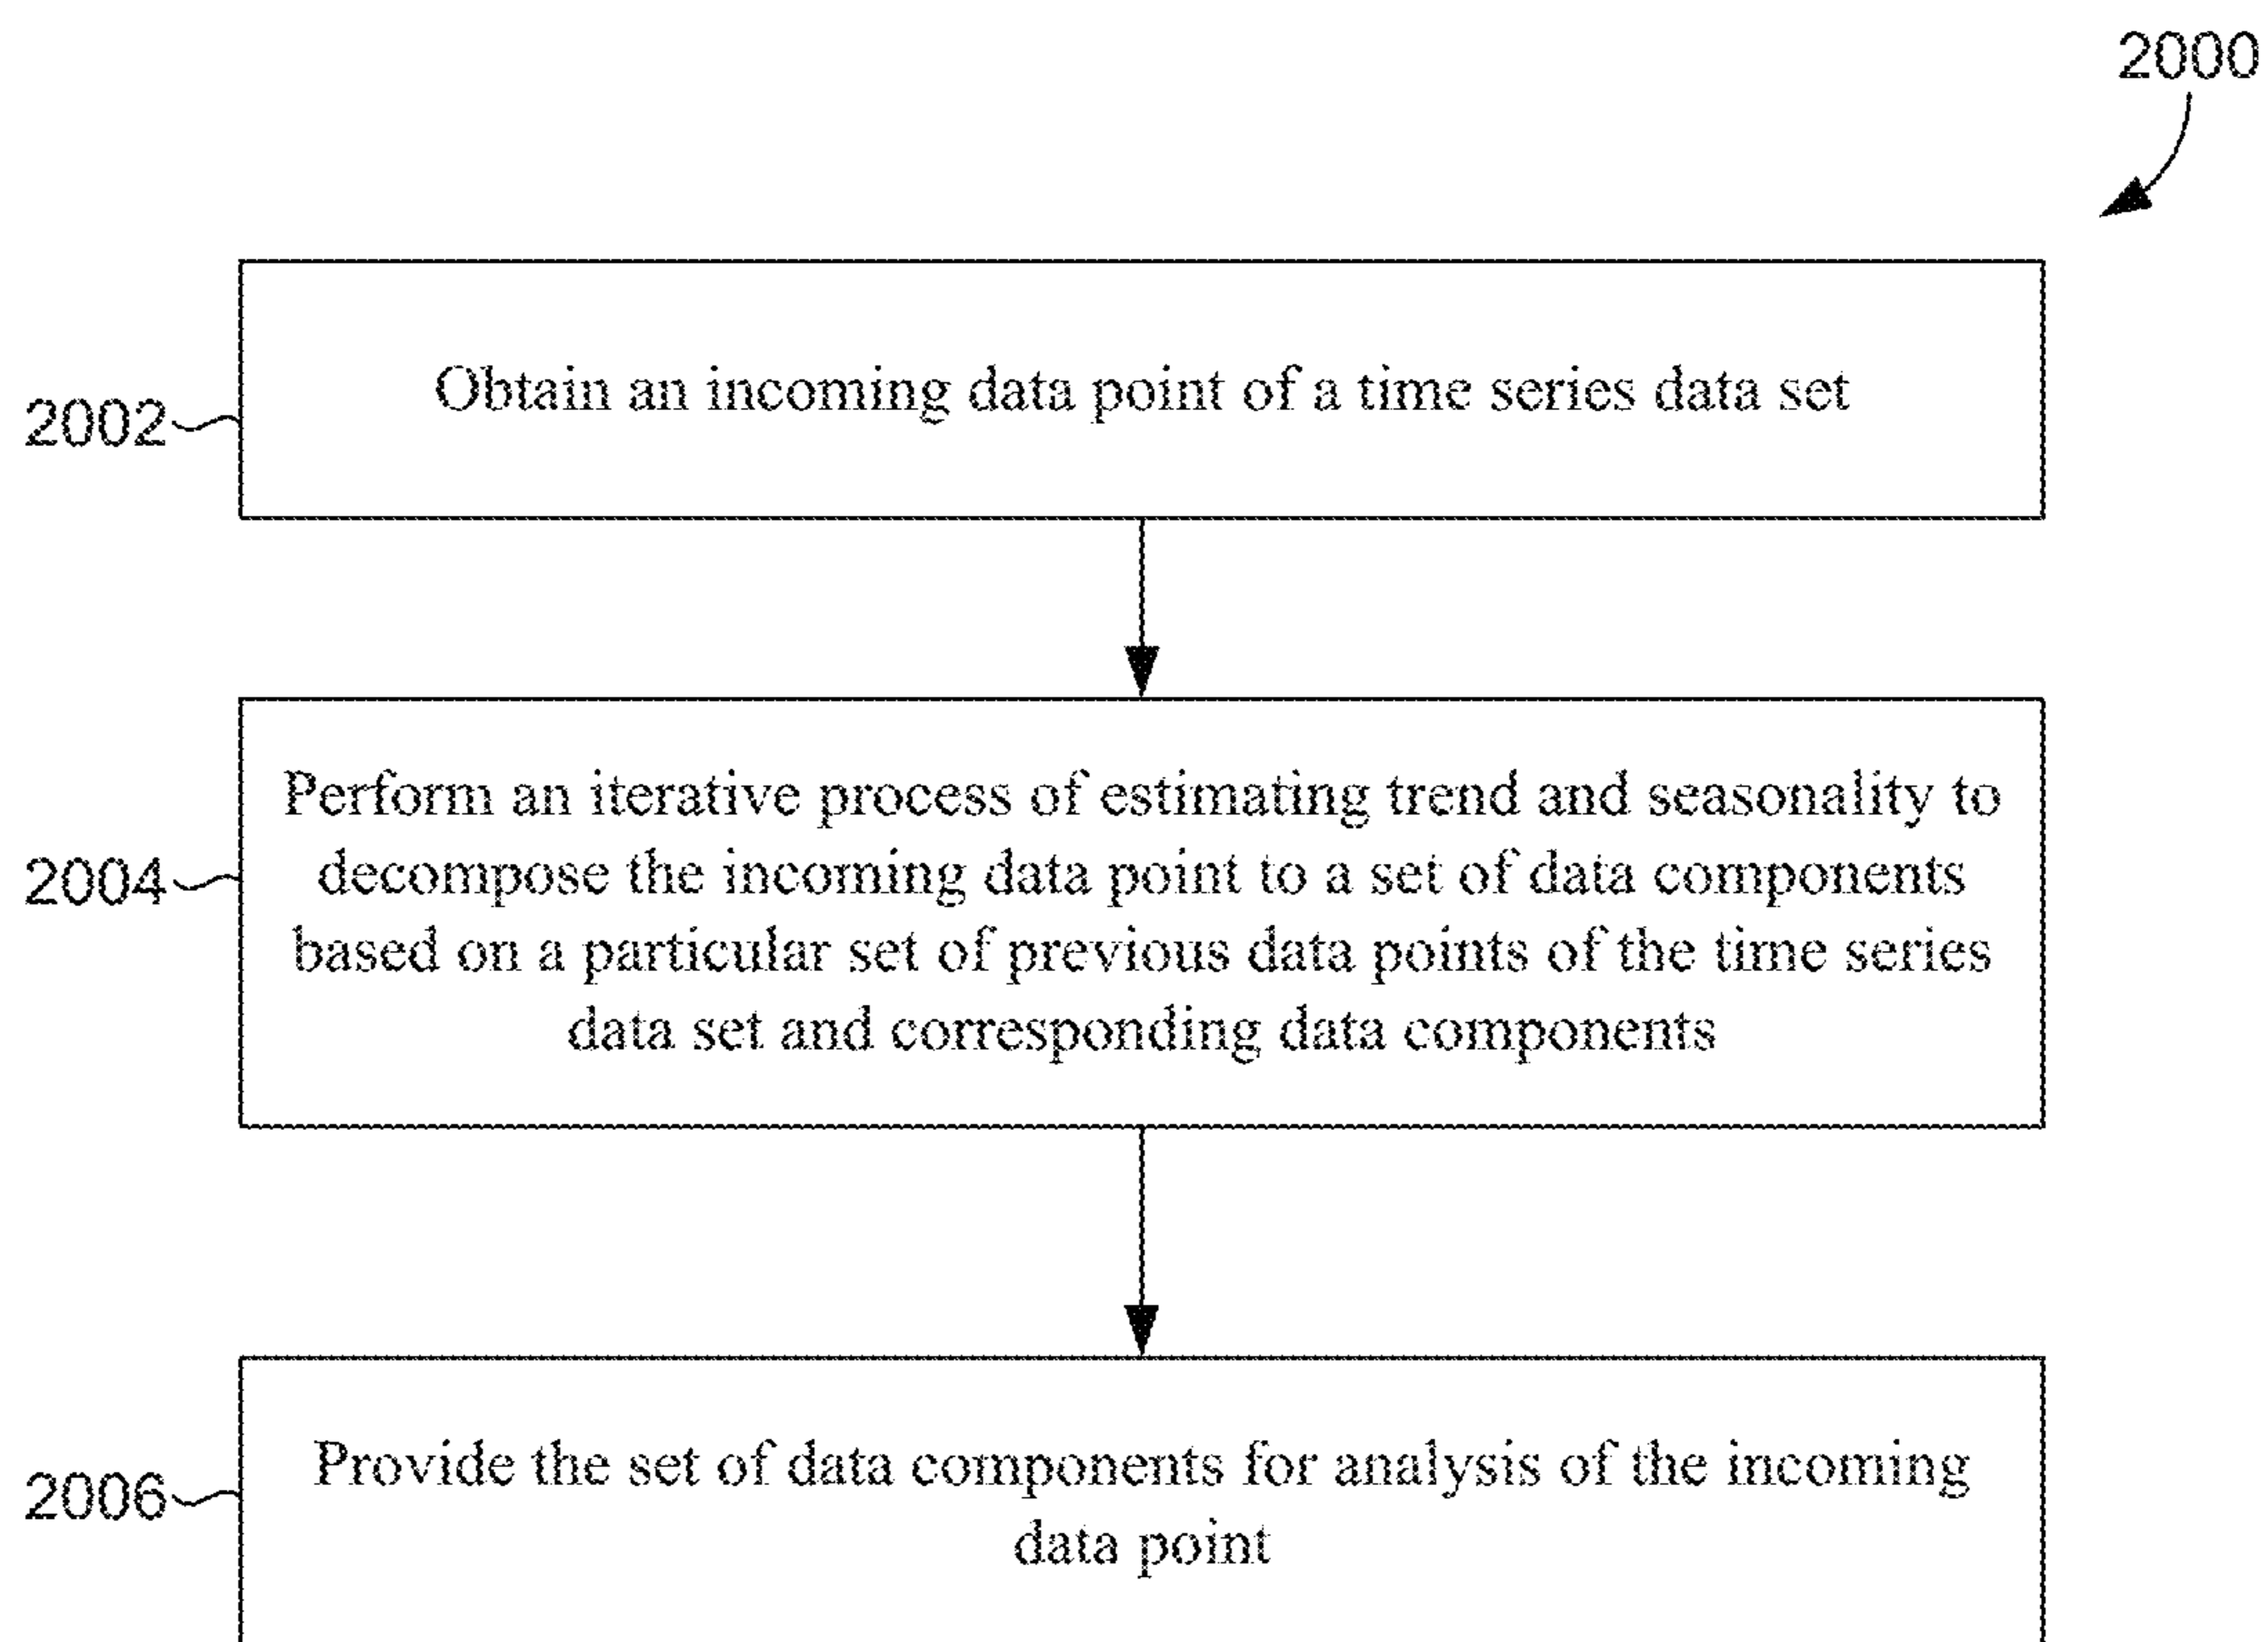 2000
2002
Obtain an incoming data point of a time series data set
2004
Perform an iterative process of estimating trend and seasonality to
decompose the incoming data point to a set of data components
based on a particular set of previous data points of the time series
data set and corresponding data components
2006
Provide the set of data components for analysis of the incoming
data point